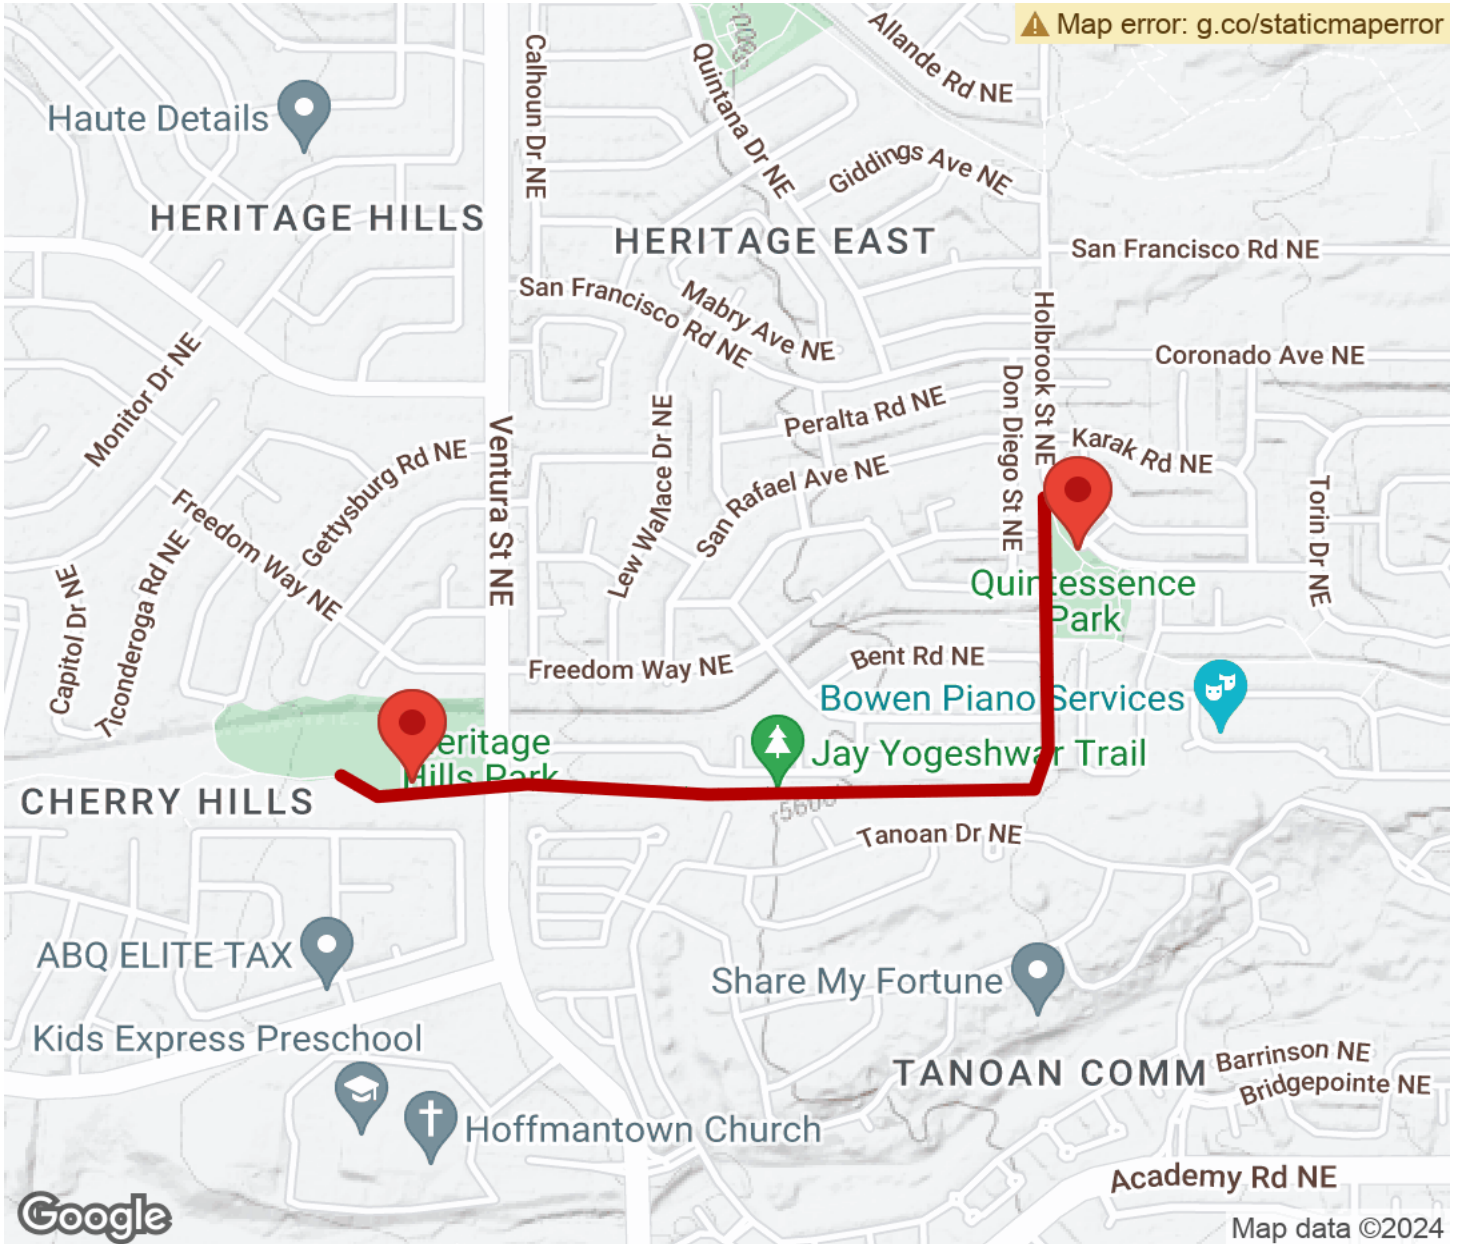 Map error: g.co/staticmaperror
Allande Rd NE
Calhoun Dr NE
Quintana Dr NE
Haute Details
Giddings Ave NE
HERITAGE HILLS
HERITAGE EAST
San Francisco Rd NE
San Francisco Rd NE
Mabry Ave NE
Holbrook St NE
Coronado Ave NE
Monitor Dr NE
Don Diego St NE
Peralta Rd NE
Lew Wallace Dr NE
Karak Rd NE
Ventura St NE
Gettysburg Rd NE
San Rafael Ave NE
Torin Dr NE
Freedom Way NE
Capitol Dr NE
Ticonderoga Rd NE
Quintessence
Park
Freedom Way NE
Bent Rd NE
Bowen Piano Services
Heritage
Hills Park
Jay Yogeshwar Trail
CHERRY HILLS
Tanoan Dr NE
ABQ ELITE TAX
Share My Fortune
Kids Express Preschool
TANOAN COMM
Barrinson NE
Bridgepointe NE
Hoffmantown Church
Academy Rd NE
Google
Map data ©2024